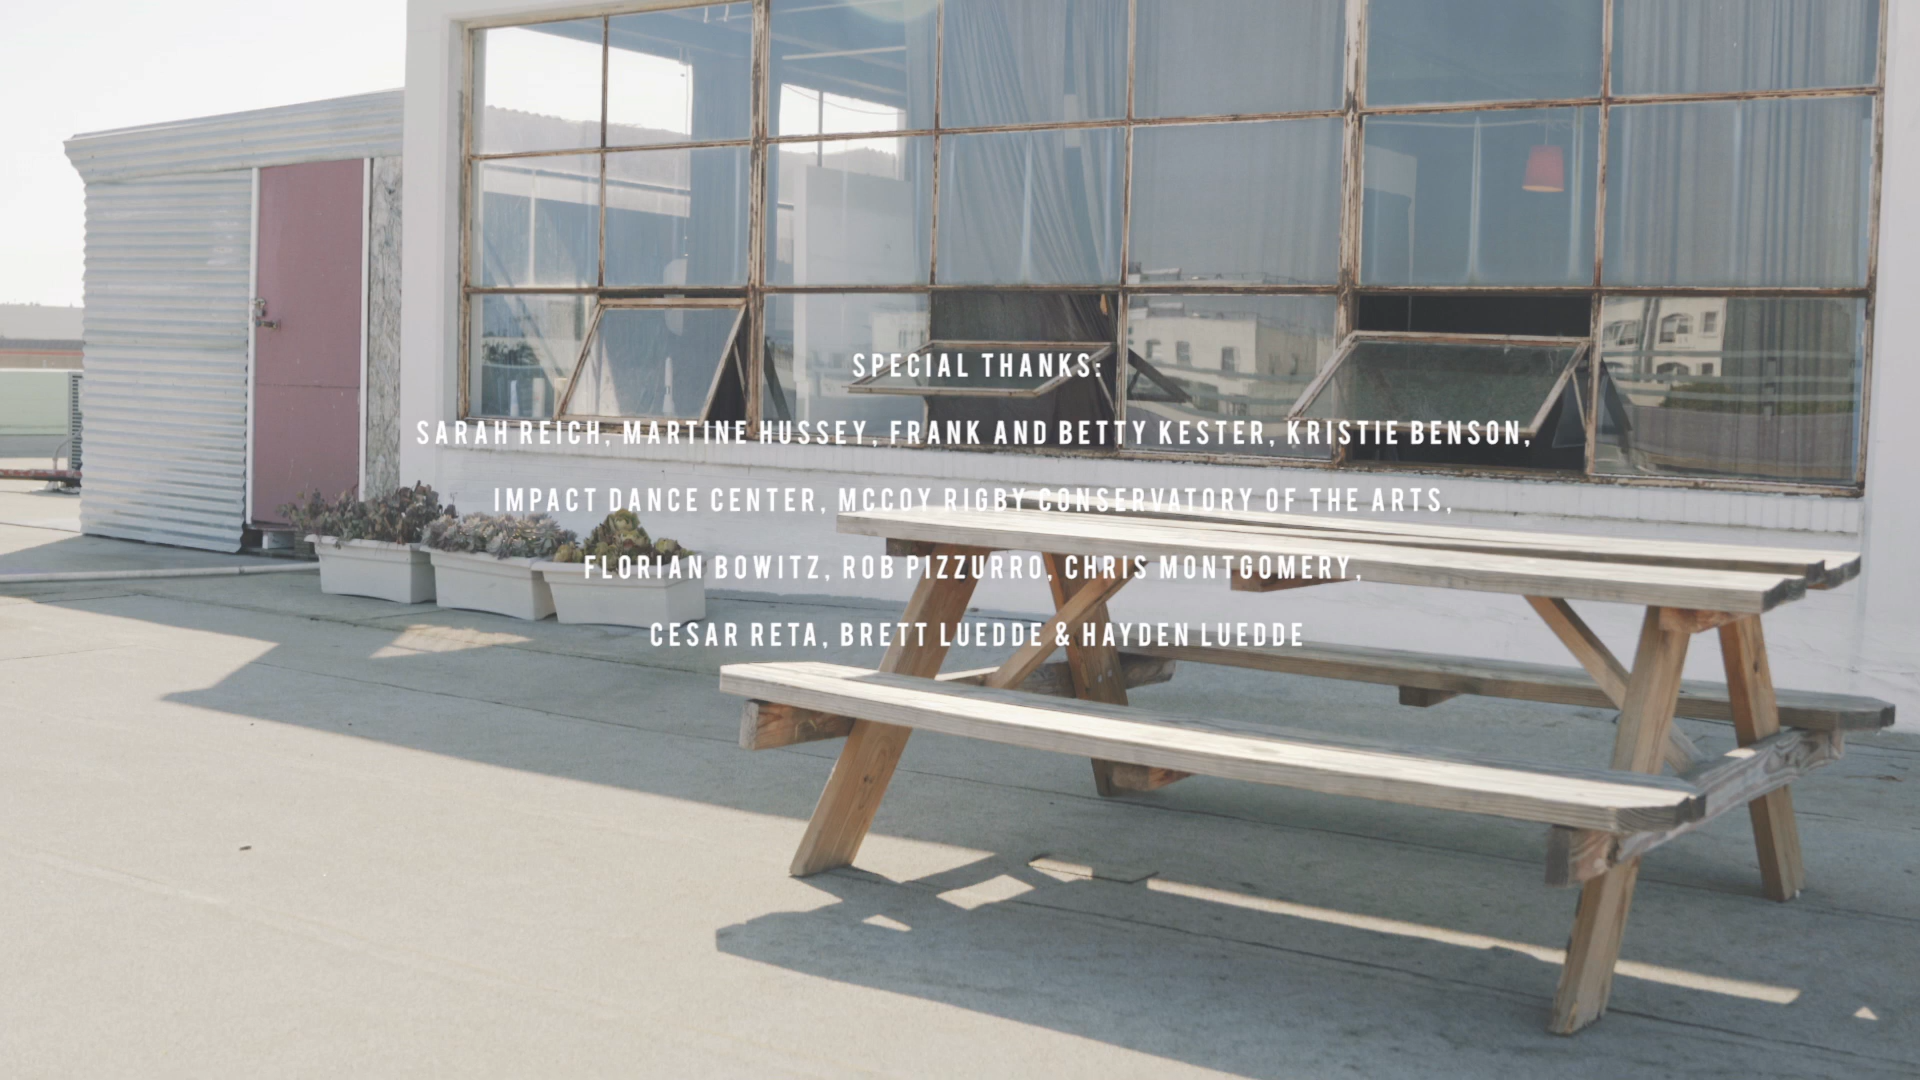 SPECIAL THANKS:
SARAH REICH, MARTINE HUSSEY, FRANK AND BETTY KESTER, KRISTIE BENSON,
IMPACT DANCE CENTER, MCCOY RIGBY CONSERVATORY OF THE ARTS,
FLORIAN BOWITZ, ROB PIZZURRO, CHRIS MONTGOMERY,
CESAR RETA, BRETT LUEDDE & HAYDEN LUEDDE